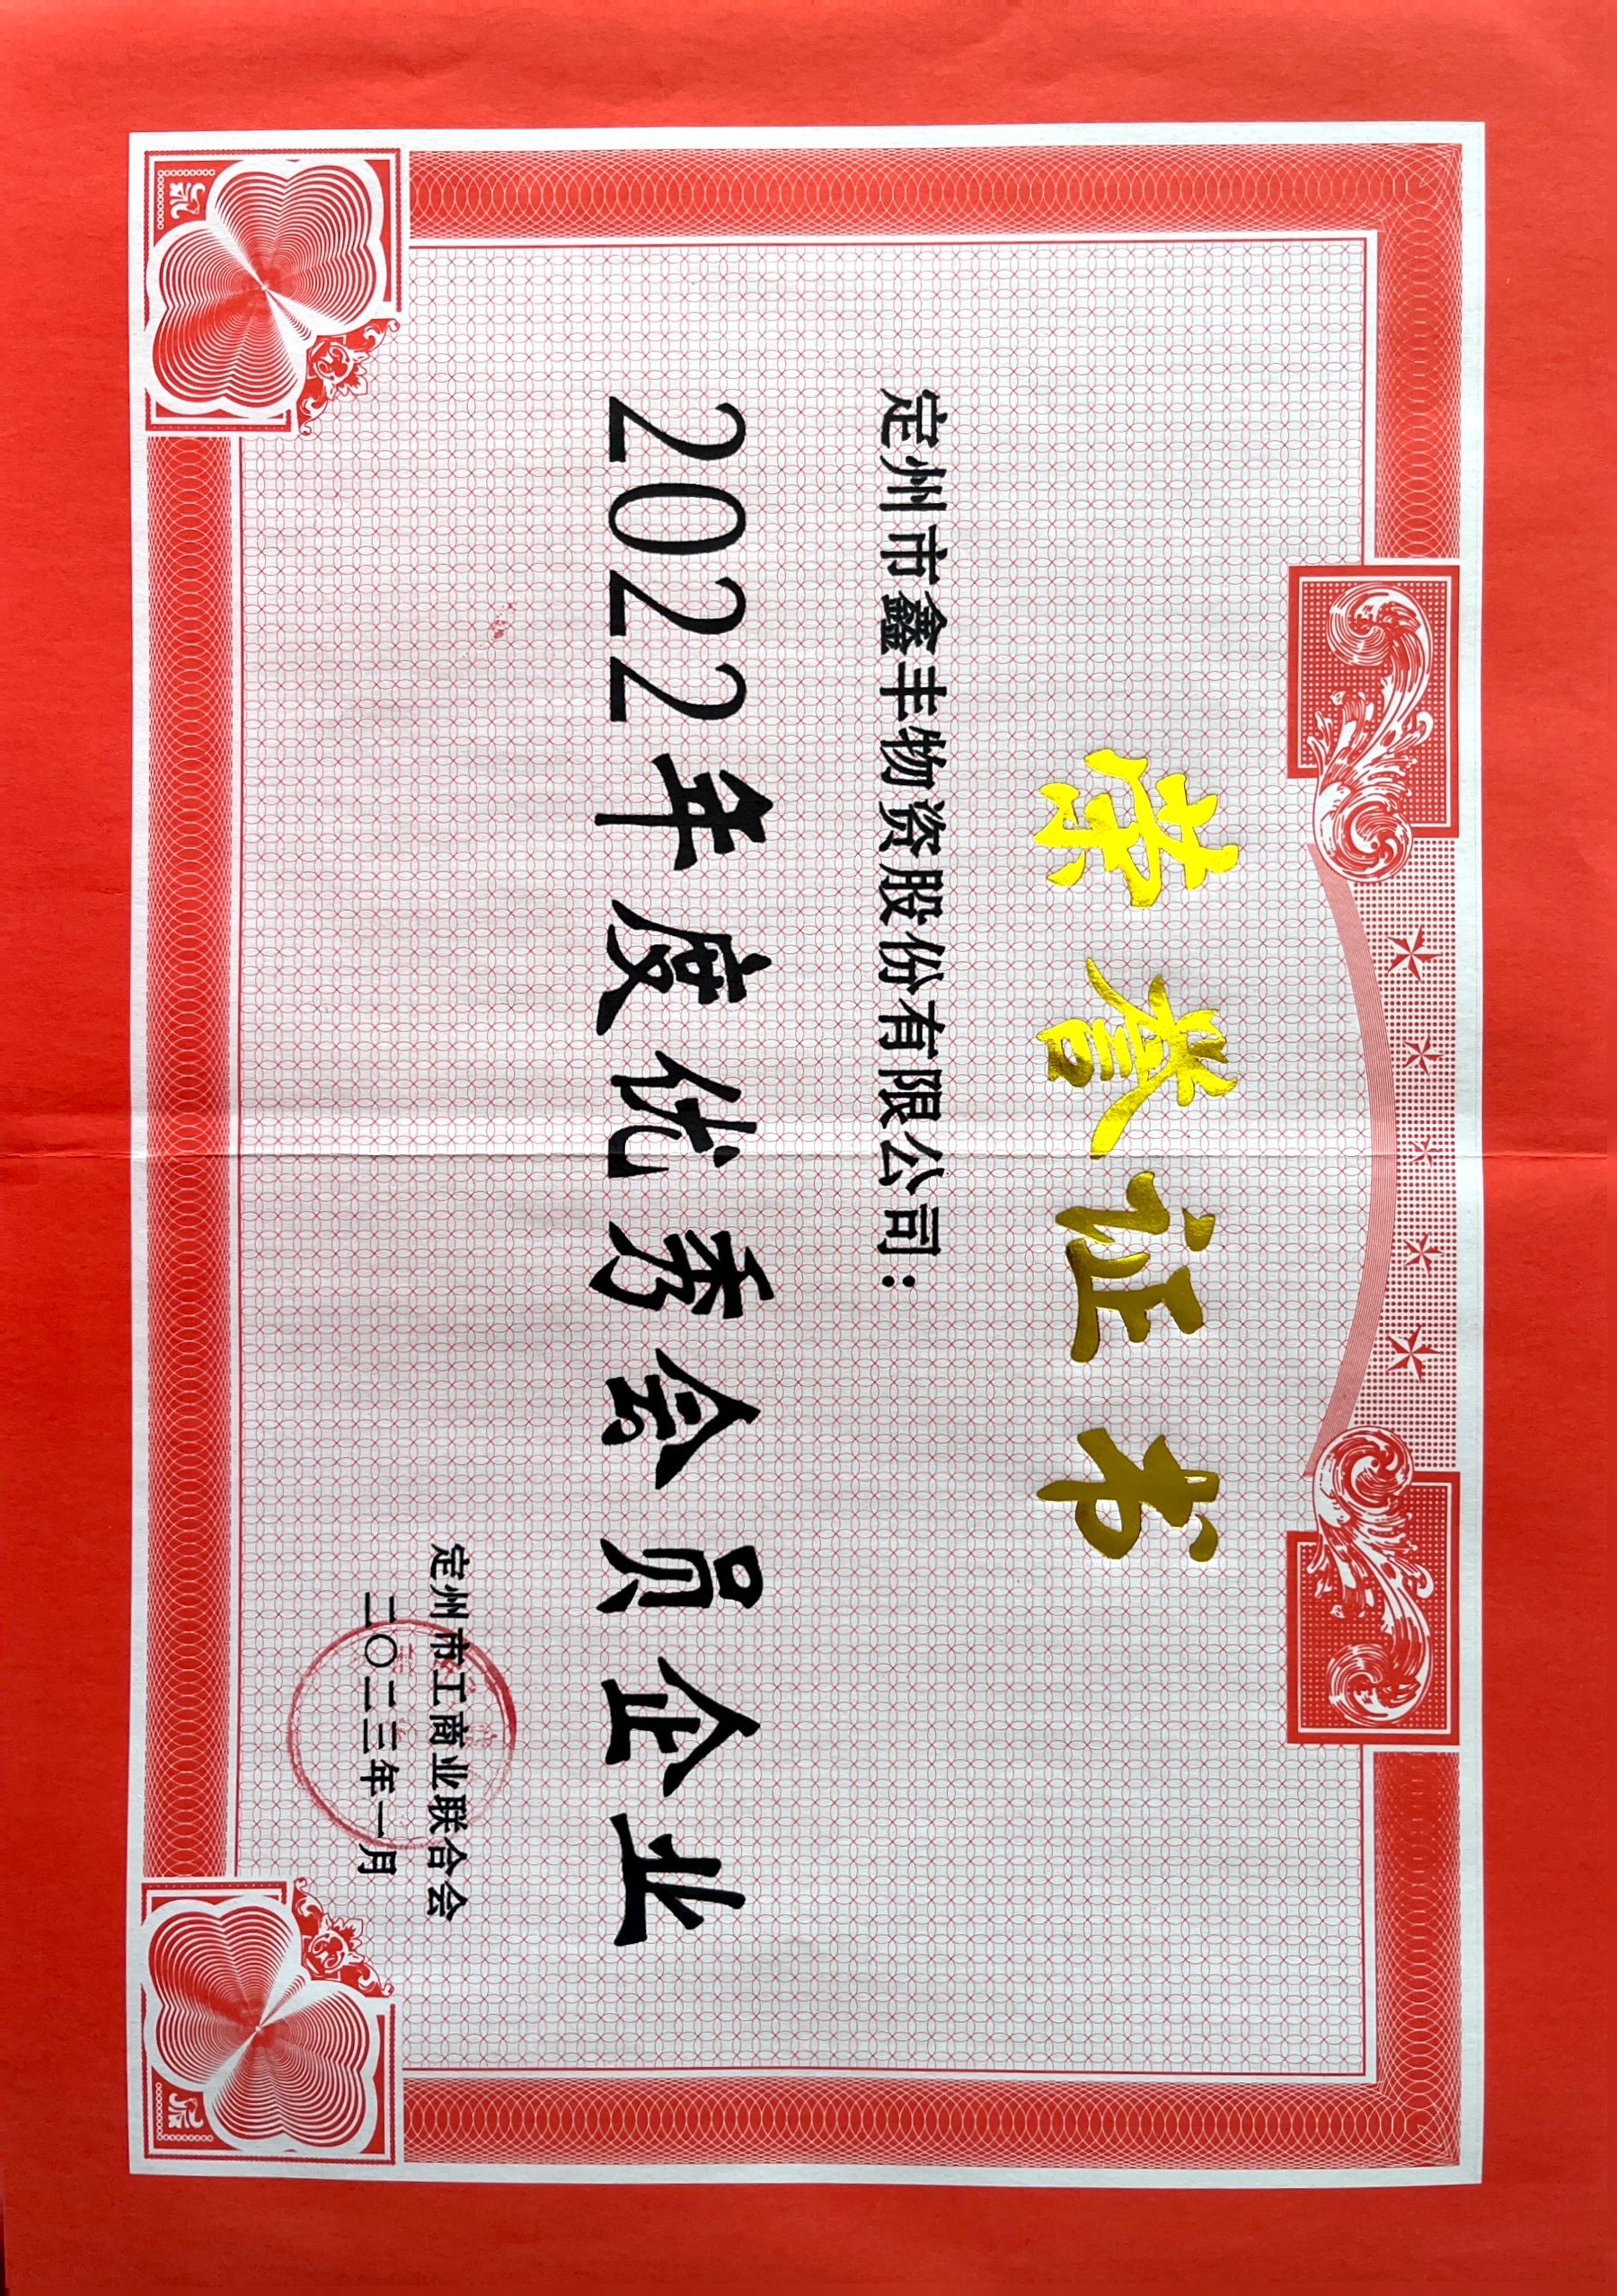 荣誉证书
定州市鑫丰物资股份有限公司：
2022年度优秀会员企业
定州市工商业联合会
二〇二三年一月